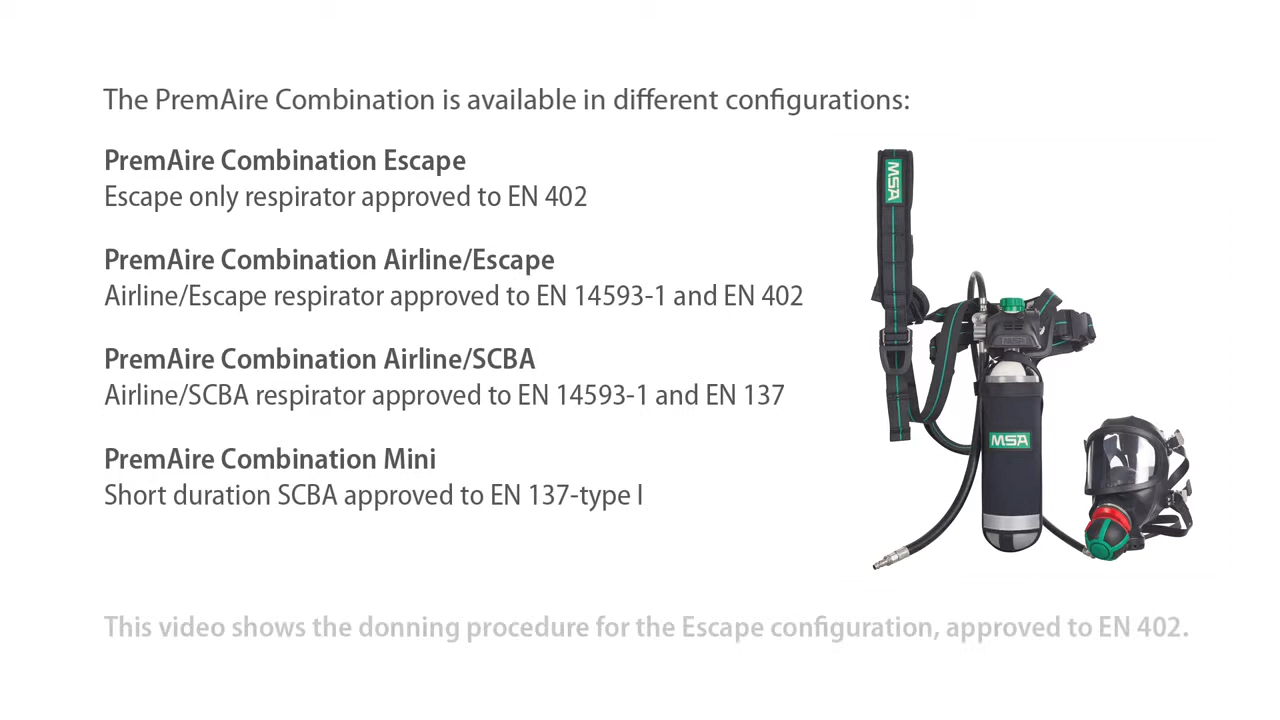 The PremAire Combination is available in different configurations:
PremAire Combination Escape
Escape only respirator approved to EN 402
PremAire Combination Airline/Escape
Airline/Escape respirator approved to EN 14593-1 and EN 402
PremAire Combination Airline/SCBA
Airline/SCBA respirator approved to EN 14593-1 and EN 137
PremAire Combination Mini
Short duration SCBA approved to EN 137-type I
MSA
MSA
This video shows the donning procedure for the Escape configuration, approved to EN 402.